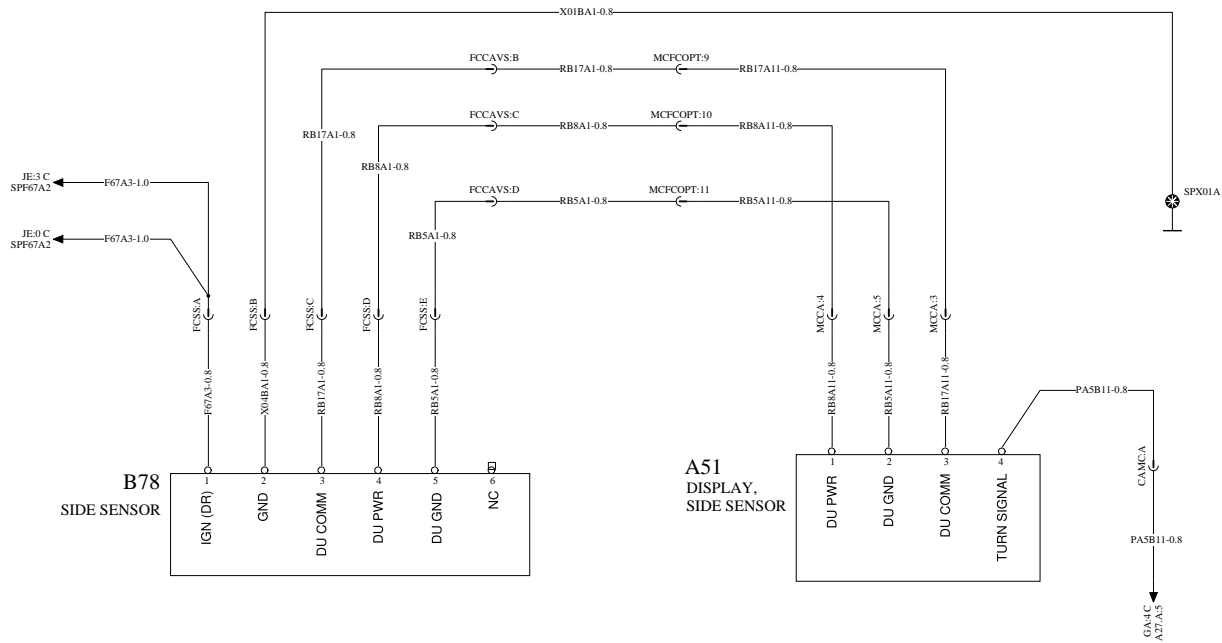 X01BA1-0.8
FCCAVS:B
RB17A1-0.8
MCFCOPT:9
RB17A11-0.8
FCCAVS:C
RB8A1-0.8
MCFCOPT:10
RB8A11-0.8
RB17A1-0.8
RB8A1-0.8
JE:3 C
SPF67A2
F67A3-1.0
FCCAVS:D
RB5A1-0.8
MCFCOPT:11
RB5A11-0.8
SPX01A
JE:0 C
SPF67A2
F67A3-1.0
RB5A1-0.8
FCSS:A
FCSS:B
FCSS:C
FCSS:D
FCSS:E
MCCA:4
MCCA:5
MCCA:3
F67A3-0.8
X04BA1-0.8
RB17A1-0.8
RB8A1-0.8
RB5A1-0.8
RB8A11-0.8
RB5A11-0.8
RB17A11-0.8
PA5B11-0.8
CAMC:A
PA5B11-0.8
GA:4 C
A27.A:5
B78
SIDE SENSOR
1
2
3
4
5
6
IGN (DR)
GND
DU COMM
DU PWR
DU GND
NC
A51
DISPLAY,
SIDE SENSOR
1
2
3
4
DU PWR
DU GND
DU COMM
TURN SIGNAL